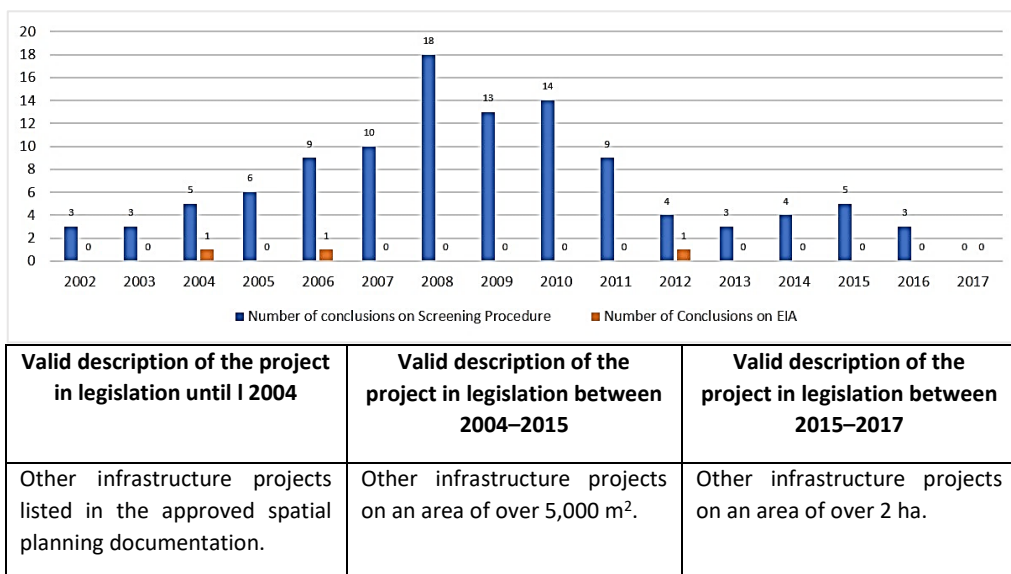 20
18
16
14
12
10
8
6
4
2
0
3 0 3 0 5 1 6 0 9 1 10 0 18 0 13 0 14 0 9 0 4 1 3 0 4 0 5 0 3 0 0 0
2002 2003 2004 2005 2006 2007 2008 2009 2010 2011 2012 2013 2014 2015 2016 2017
Number of conclusions on Screening Procedure Number of Conclusions on EIA
Valid description of the project
in legislation until l 2004
Valid description of the
project in legislation between
2004–2015
Valid description of the
project in legislation between
2015–2017
Other infrastructure projects
listed in the approved spatial
planning documentation.
Other infrastructure projects
on an area of over 5,000 m².
Other infrastructure projects
on an area of over 2 ha.